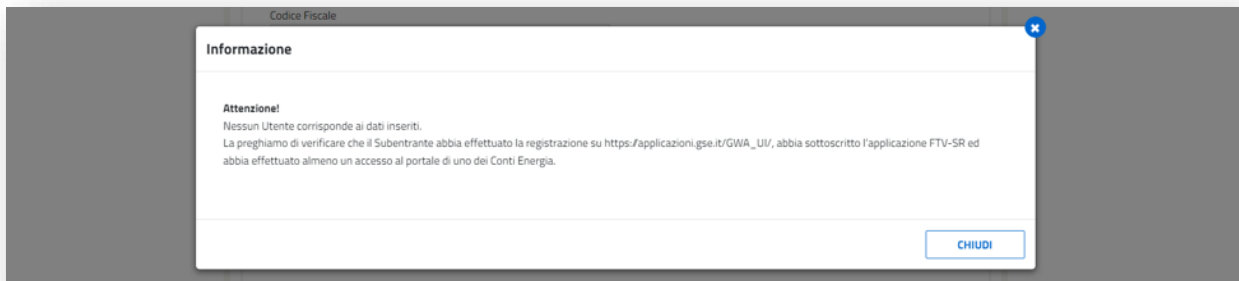 Codice Fiscale
Informazione
Attenzione!
Nessun Utente corrisponde ai dati inseriti.
La preghiamo di verificare che il Subentrante abbia effettuato la registrazione su https://applicazioni.gse.it/GWA_UI/, abbia sottoscritto l'applicazione FTV-SR ed
abbia effettuato almeno un accesso al portale di uno dei Conti Energia.
CHIUDI